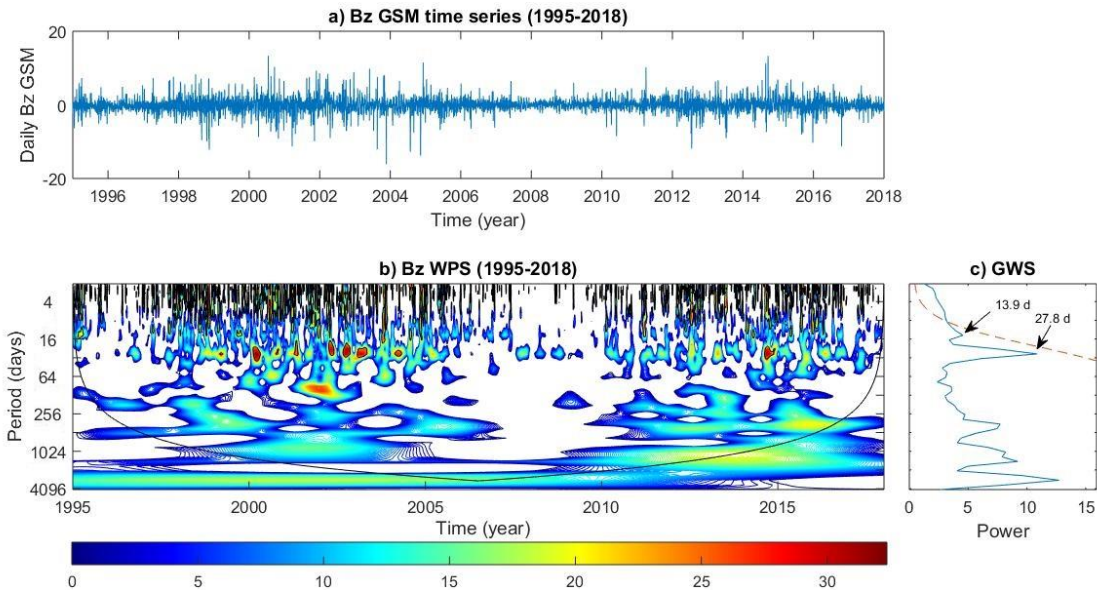 a) Bz GSM time series (1995-2018)
20
0
-20
Daily Bz GSM
1996 1998 2000 2002 2004 2006 2008 2010 2012 2014 2016 2018
Time (year)
b) Bz WPS (1995-2018)
4
16
64
256
1024
4096
Period (days)
1995 2000 2005 2010 2015
Time (year)
0 5 10 15 20 25 30
c) GWS
13.9 d
27.8 d
0 5 10 15
Power